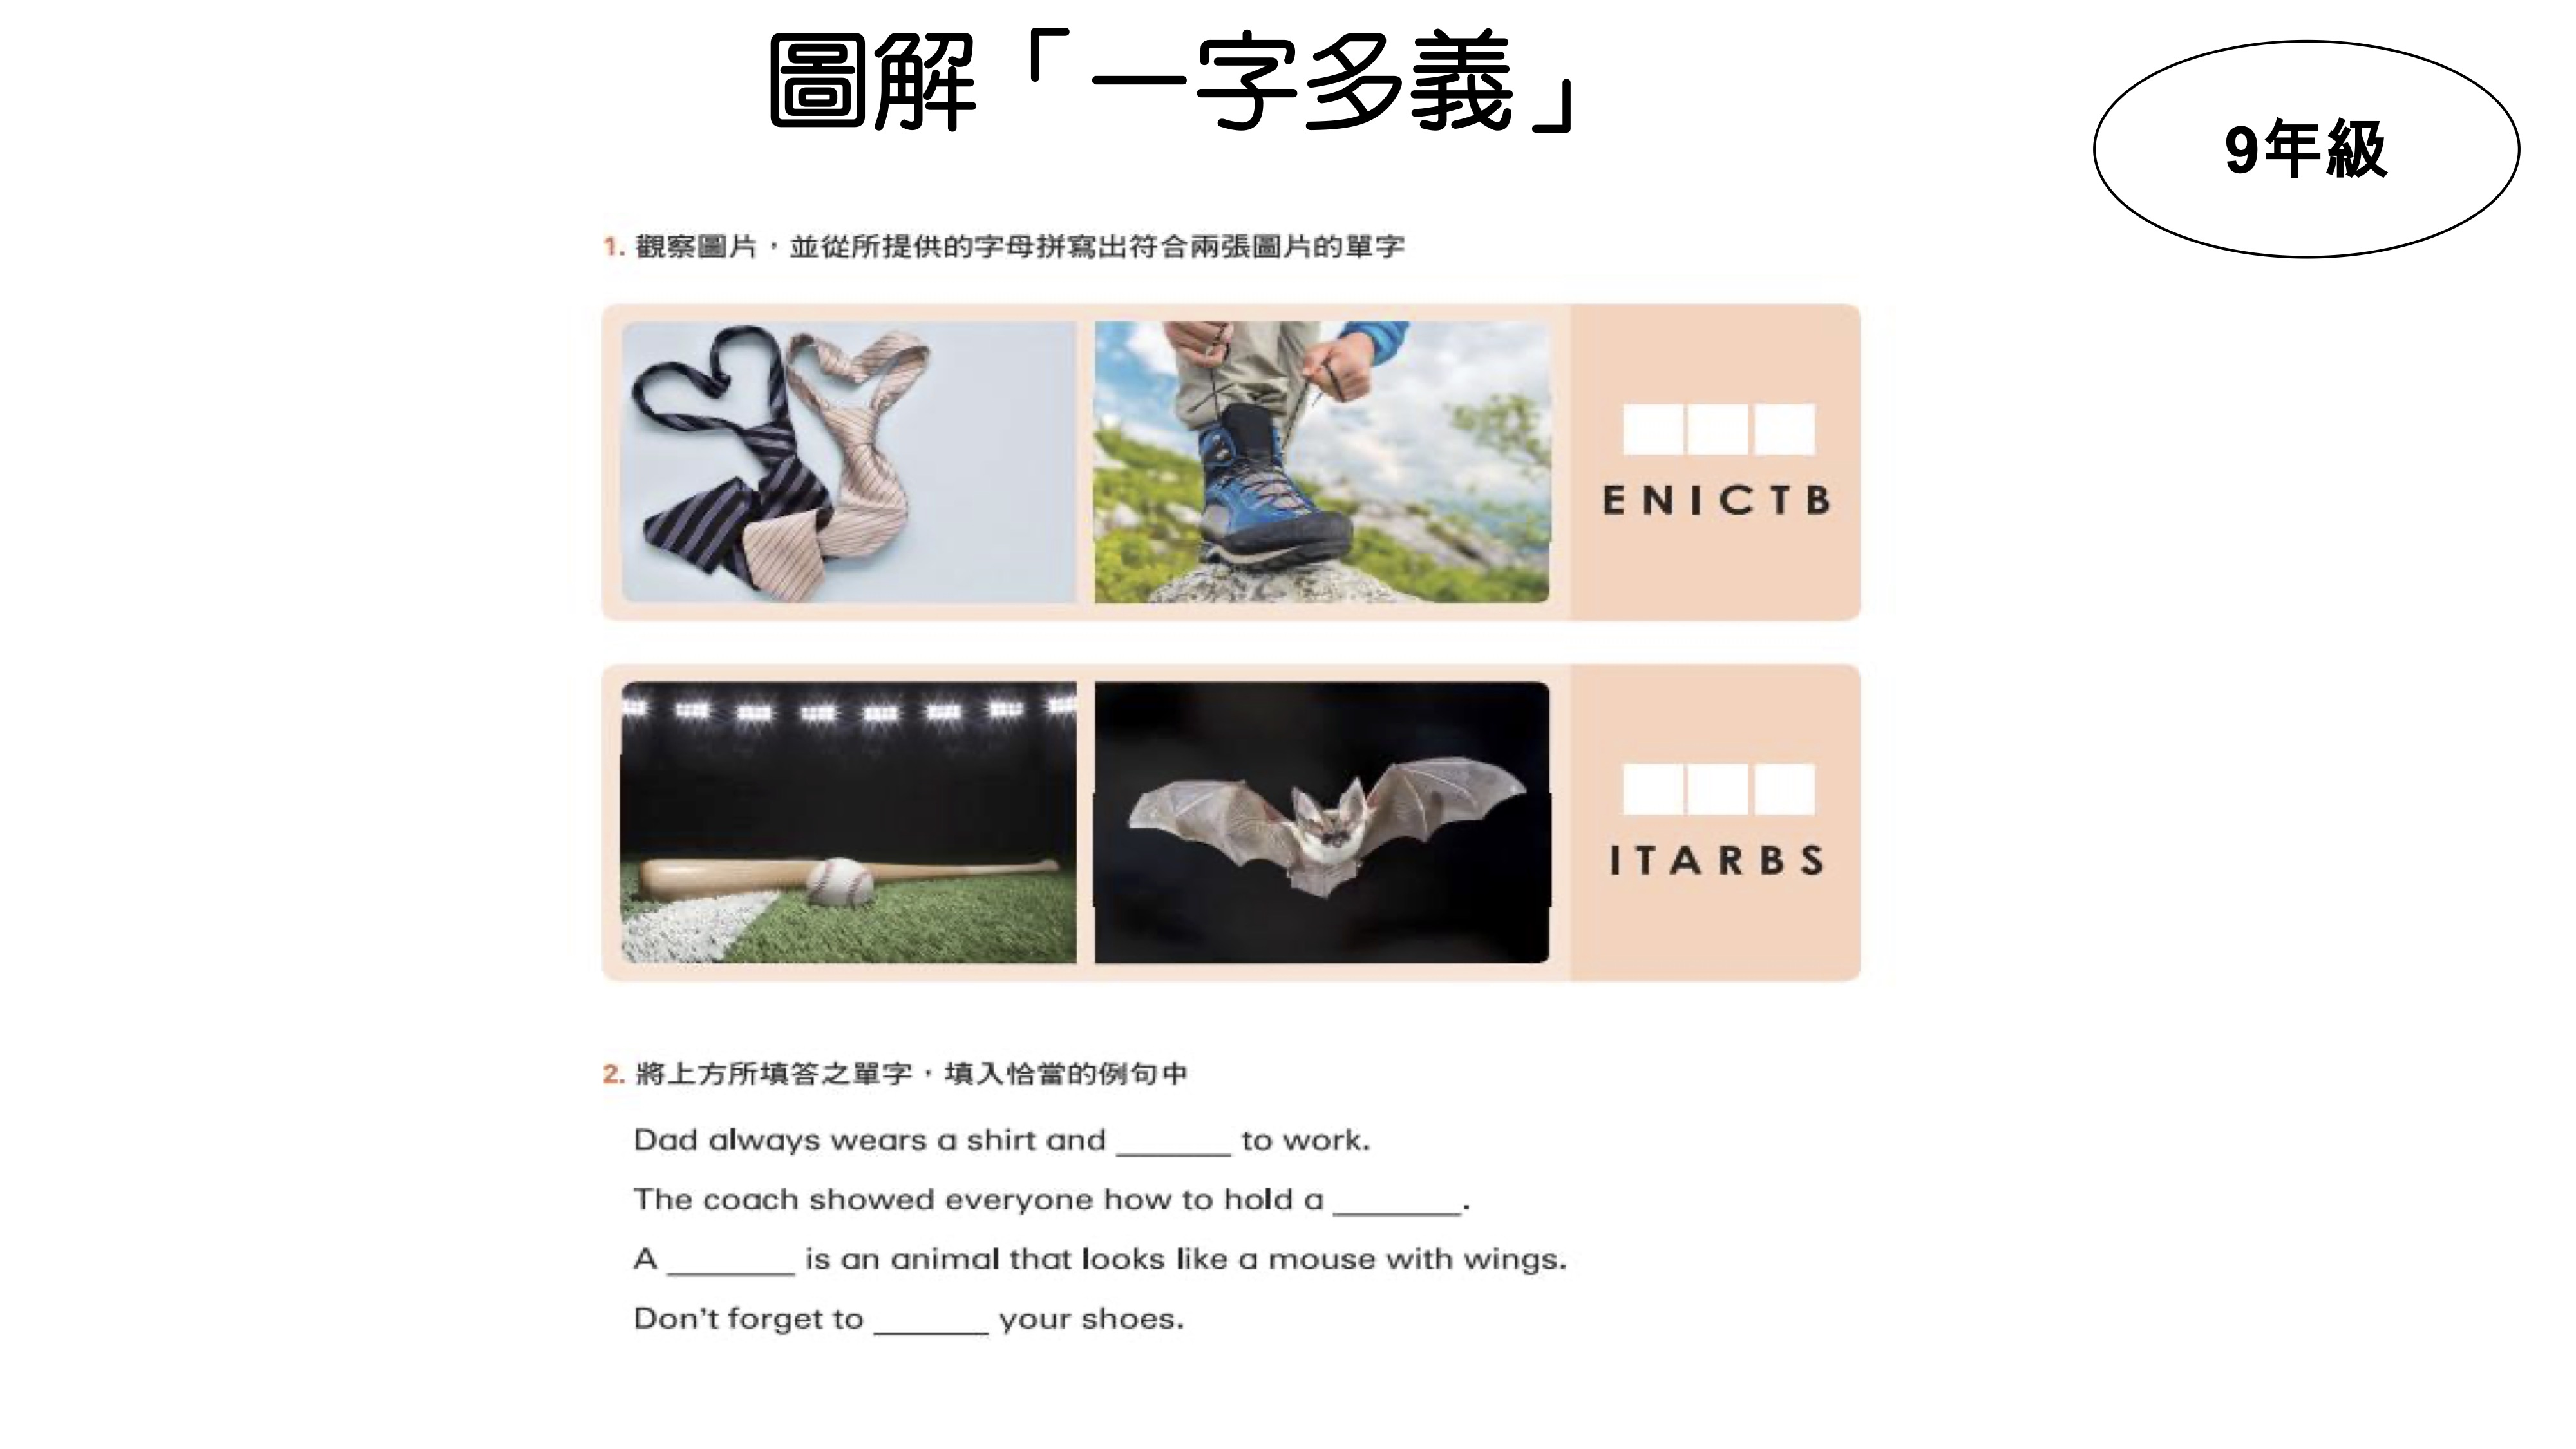 圖解「一字多義」
9年級
1. 觀察圖片，並從所提供的字母拼寫出符合兩張圖片的單字
E N I C T B
I T A R B S
2. 將上方所填答之單字，填入恰當的例句中
Dad always wears a shirt and _______ to work.
The coach showed everyone how to hold a ________.
A ________ is an animal that looks like a mouse with wings.
Don't forget to _______ your shoes.